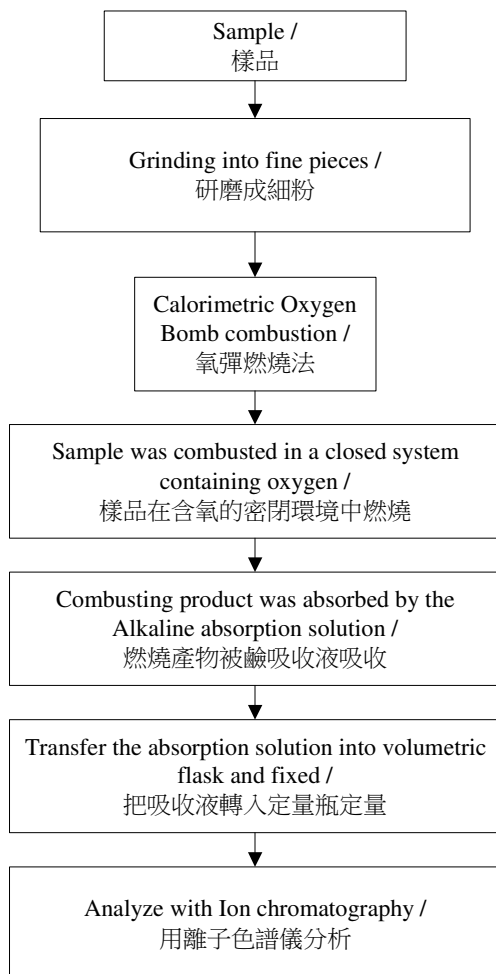 Sample /
樣品
Grinding into fine pieces /
研磨成細粉
Calorimetric Oxygen
Bomb combustion /
氧彈燃燒法
Sample was combusted in a closed system
containing oxygen /
樣品在含氧的密閉環境中燃燒
Combusting product was absorbed by the
Alkaline absorption solution /
燃燒產物被鹼吸收液吸收
Transfer the absorption solution into volumetric
flask and fixed /
把吸收液轉入定量瓶定量
Analyze with Ion chromatography /
用離子色譜儀分析